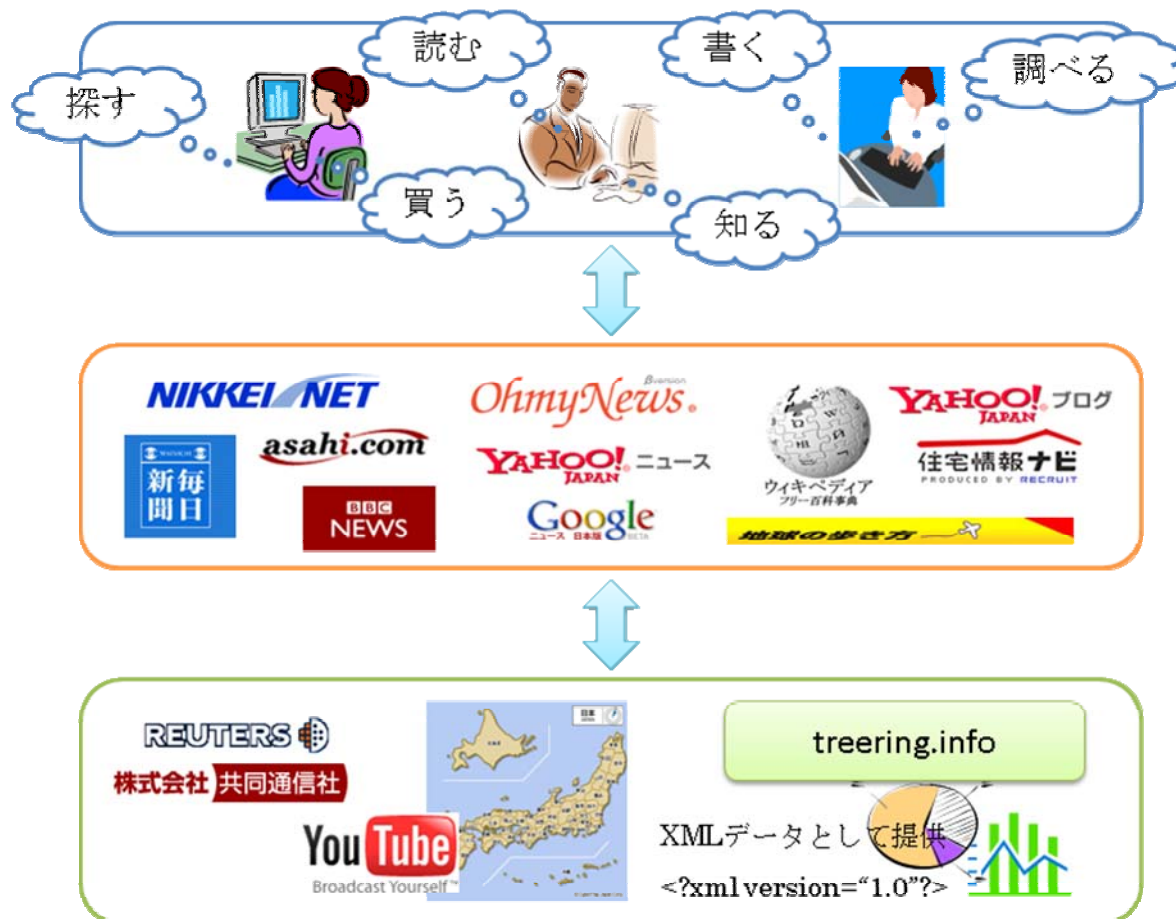 読む
書く
調べる
探す
買う
知る
NIKKEI NET
βversion
OhmyNews
YAHOO! ブログ
JAPAN
asahi.com
YAHOO! ニュース
JAPAN
ウィキペディア
フリー百科事典
住宅情報ナビ
PRODUCED BY RECRUIT
毎日
新聞
BBC
NEWS
Google
ニュース 日本版 BETA
地球の歩き方
REUTERS
株式会社 共同通信社
日本
YouTube
Broadcast Yourself™
treering.info
XMLデータとして提供
<?xml version=“1.0”?>